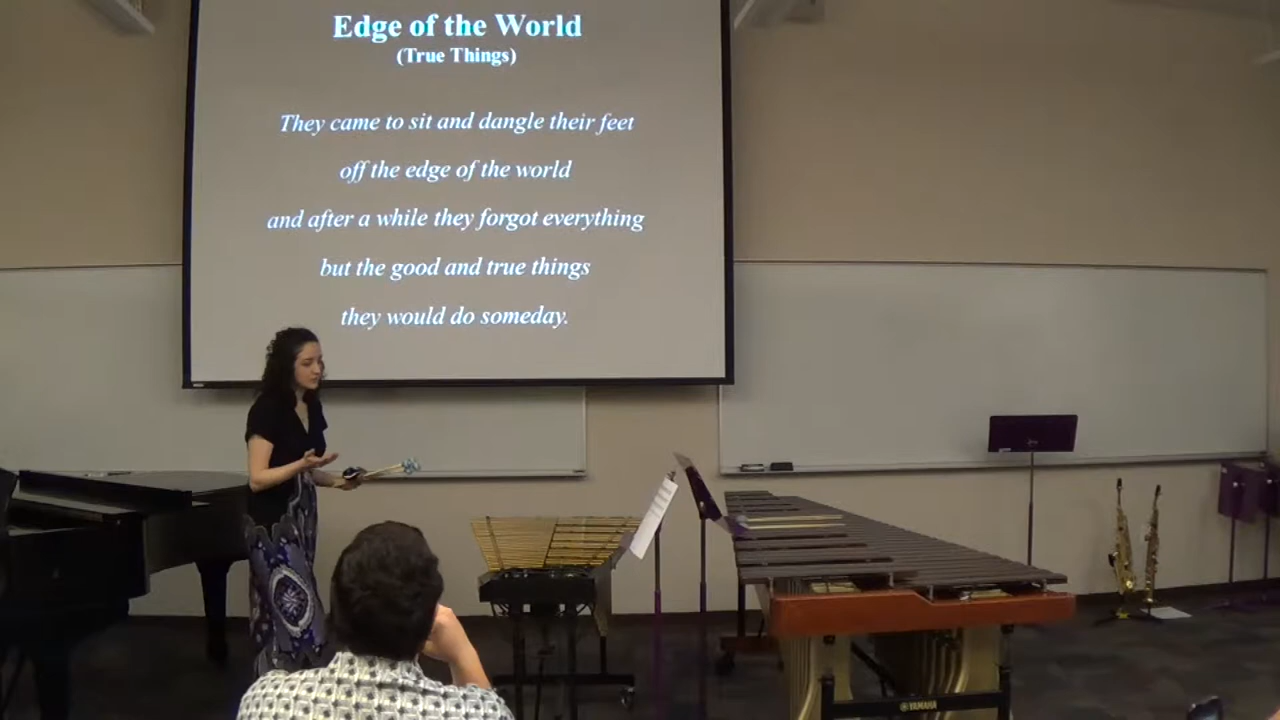 Edge of the World
(True Things)
They came to sit and dangle their feet
off the edge of the world
and after a while they forgot everything
but the good and true things
they would do someday.
YAMAHA